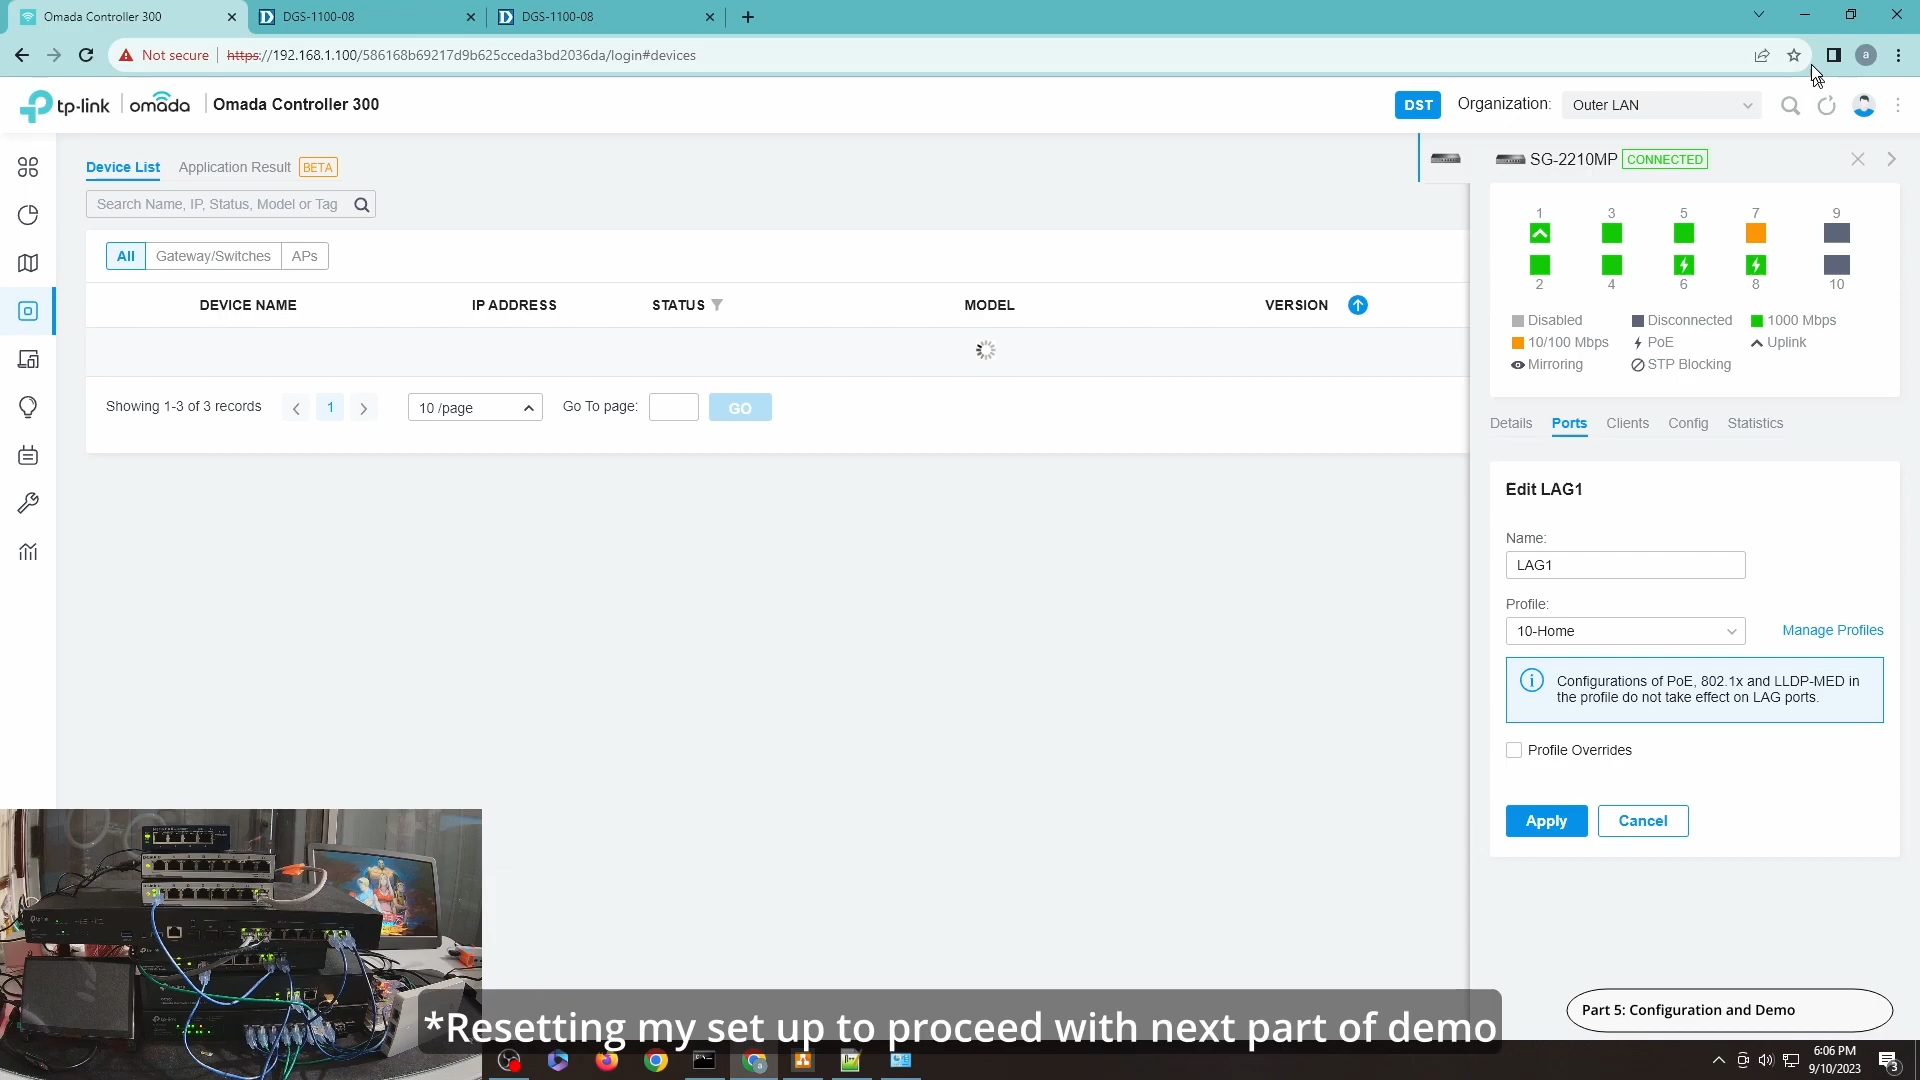 Omada Controller 300
DGS-1100-08
DGS-1100-08
Not secure
https://192.168.1.100/586168b69217d9b625cceda3bd2036da/login#devices
a
tp-link
omada
Omada Controller 300
DST
Organization:
Outer LAN
Device List
Application Result
BETA
Search Name, IP, Status, Model or Tag
All
Gateway/Switches
APs
DEVICE NAME
IP ADDRESS
STATUS
MODEL
VERSION
Showing 1-3 of 3 records
1
10 /page
Go To page:
GO
SG-2210MP
CONNECTED
1 3 5 7 9
2 4 6 8 10
Disabled
Disconnected
1000 Mbps
10/100 Mbps
PoE
Uplink
Mirroring
STP Blocking
Details
Ports
Clients
Config
Statistics
Edit LAG1
Name:
LAG1
Profile:
10-Home
Manage Profiles
Configurations of PoE, 802.1x and LLDP-MED in
the profile do not take effect on LAG ports.
Profile Overrides
Apply
Cancel
Part 5: Configuration and Demo
*Resetting my set up to proceed with next part of demo
6:06 PM
9/10/2023
3